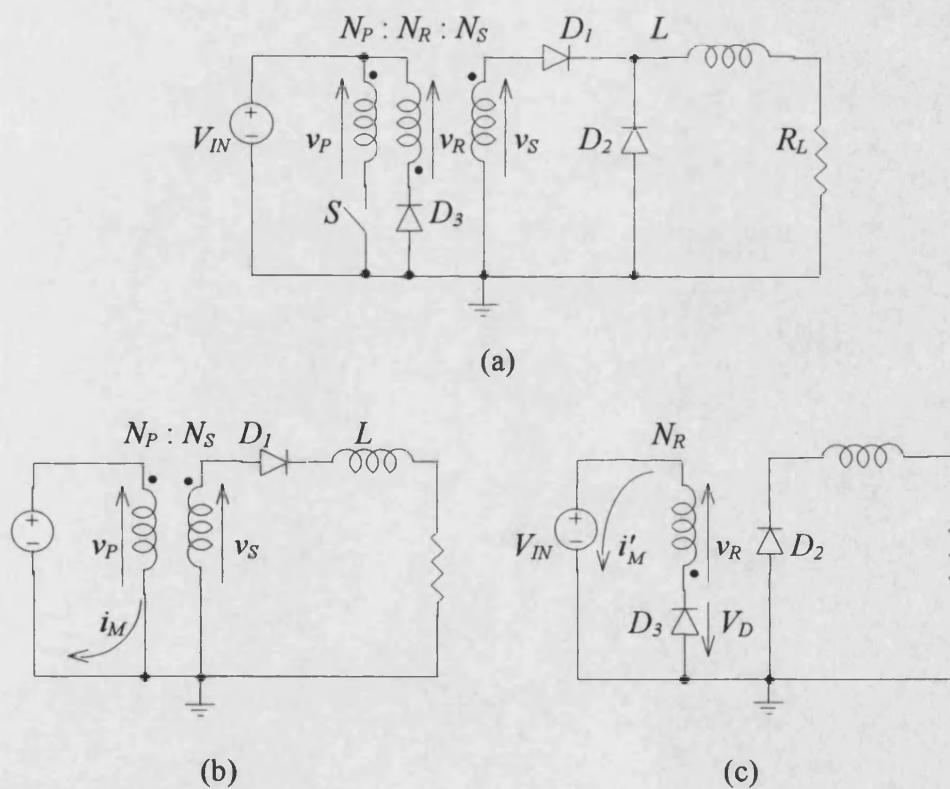 N_P : N_R : N_S
D_1
L
V_IN
v_P
v_R
v_S
D_2
R_L
S
D_3
(a)
N_P : N_S
D_1
L
v_P
v_S
i_M
(b)
N_R
V_IN
i'_M
v_R
D_2
D_3
V_D
(c)